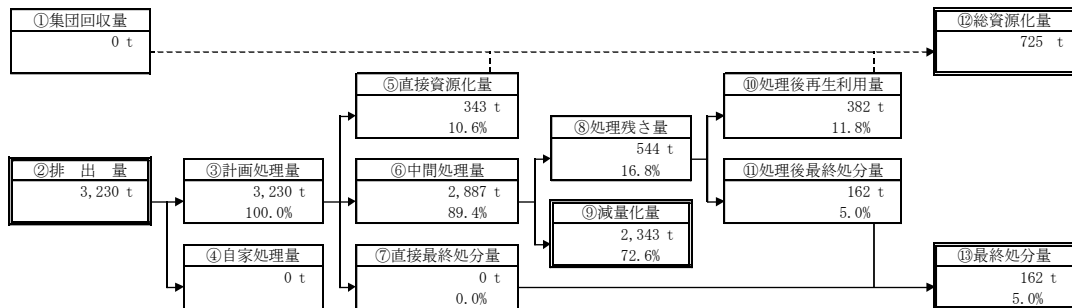 ①集団回収量
0 t
⑫総資源化量
725 t
⑤直接資源化量
343 t
10.6%
⑩処理後再生利用量
382 t
11.8%
⑧処理残さ量
544 t
16.8%
②排 出 量
3,230 t
③計画処理量
3,230 t
100.0%
⑥中間処理量
2,887 t
89.4%
⑪処理後最終処分量
162 t
5.0%
⑨減量化量
2,343 t
72.6%
④自家処理量
0 t
⑦直接最終処分量
0 t
0.0%
⑬最終処分量
162 t
5.0%